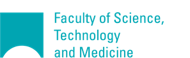 Faculty of Science,
Technology
and Medicine